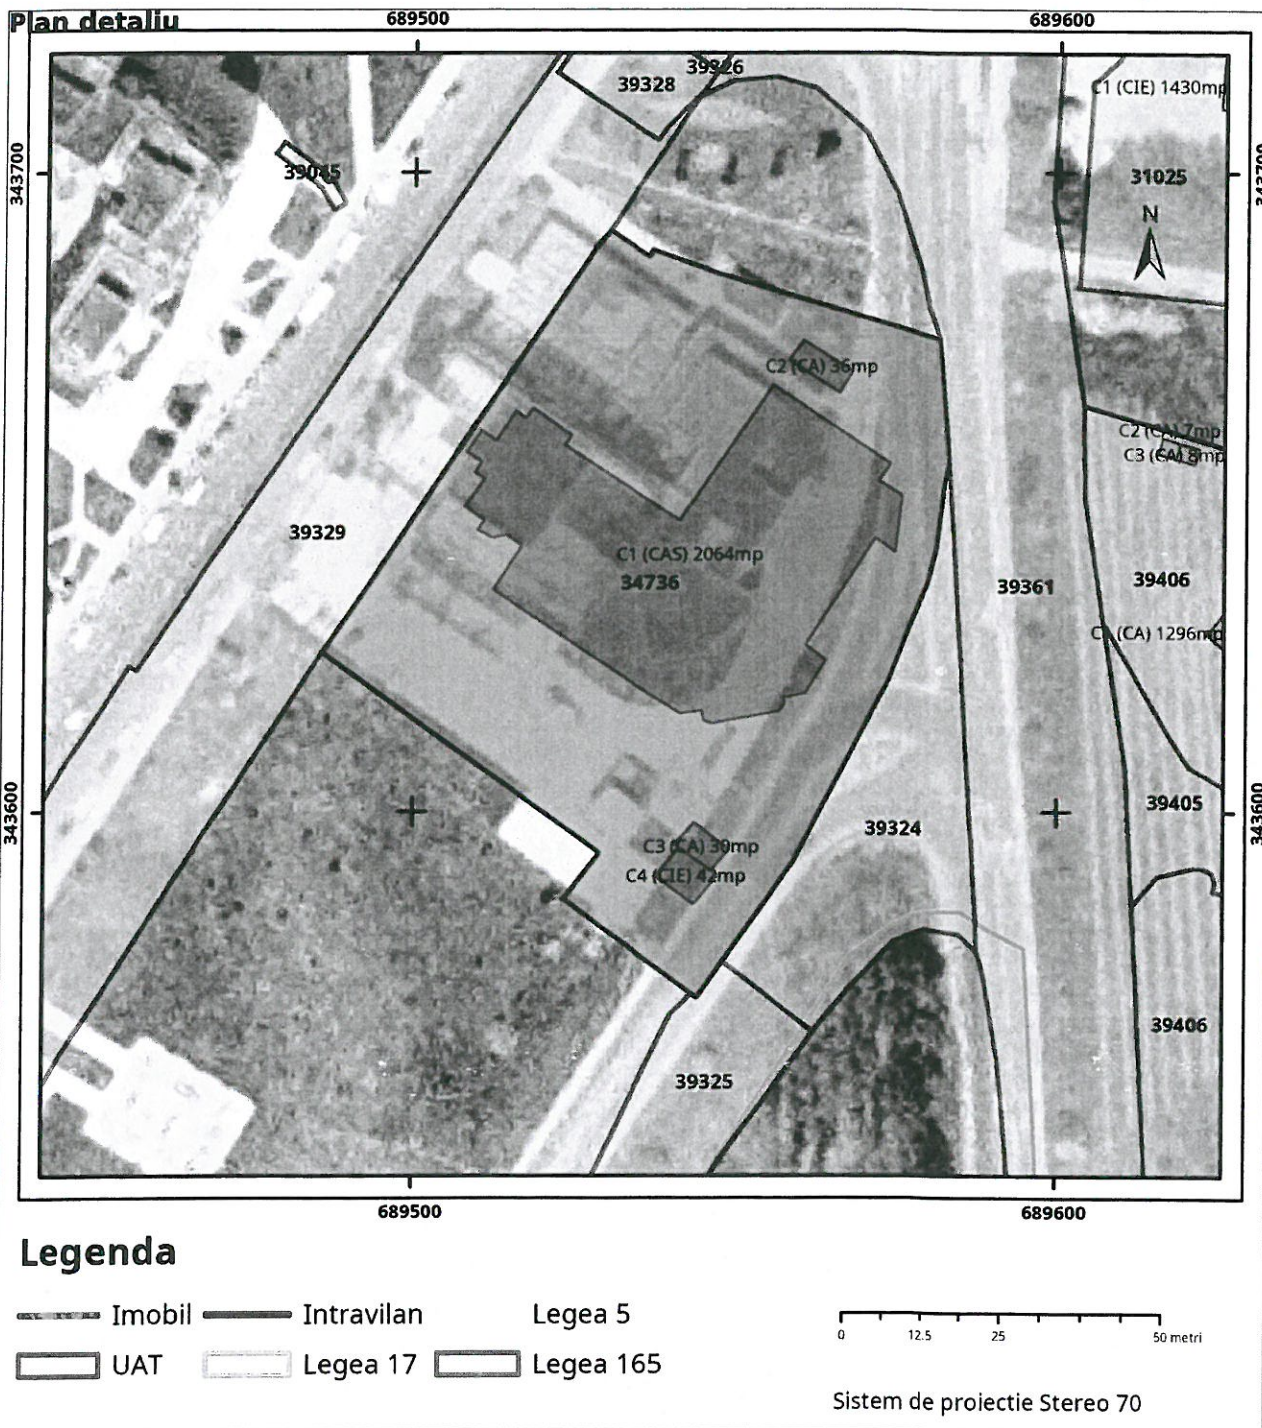 Plan detaliu
689500
689600
39326
39328
C1 (CIE) 1430mp
343700
39045
31025
343700
N
C2 (CA) 36mp
C2 (CA) 7mp
C3 (CA) 8mp
39329
C1 (CAS) 2064mp
34736
39361
39406
(CA) 1296mp
343600
39324
39405
343600
C3 (CA) 30mp
C4 (CIE) 42mp
39325
39406
689500
689600
Legenda
Imobil
Intravilan
Legea 5
UAT
Legea 17
Legea 165
0 12.5 25 50 metri
Sistem de proiectie Stereo 70